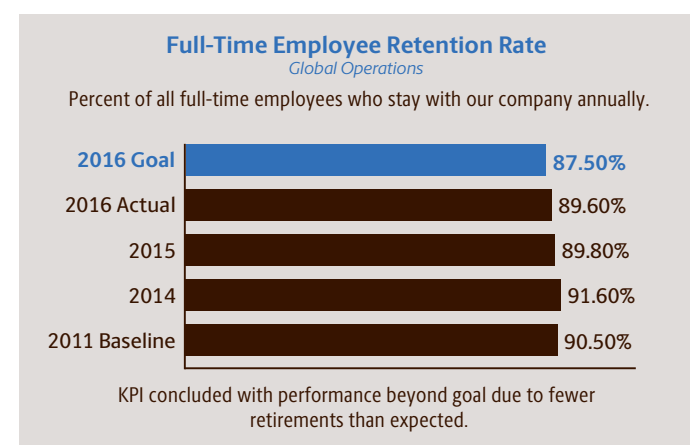 Full-Time Employee Retention Rate
Global Operations
Percent of all full-time employees who stay with our company annually.
2016 Goal 87.50%
2016 Actual 89.60%
2015 89.80%
2014 91.60%
2011 Baseline 90.50%
KPI concluded with performance beyond goal due to fewer
retirements than expected.